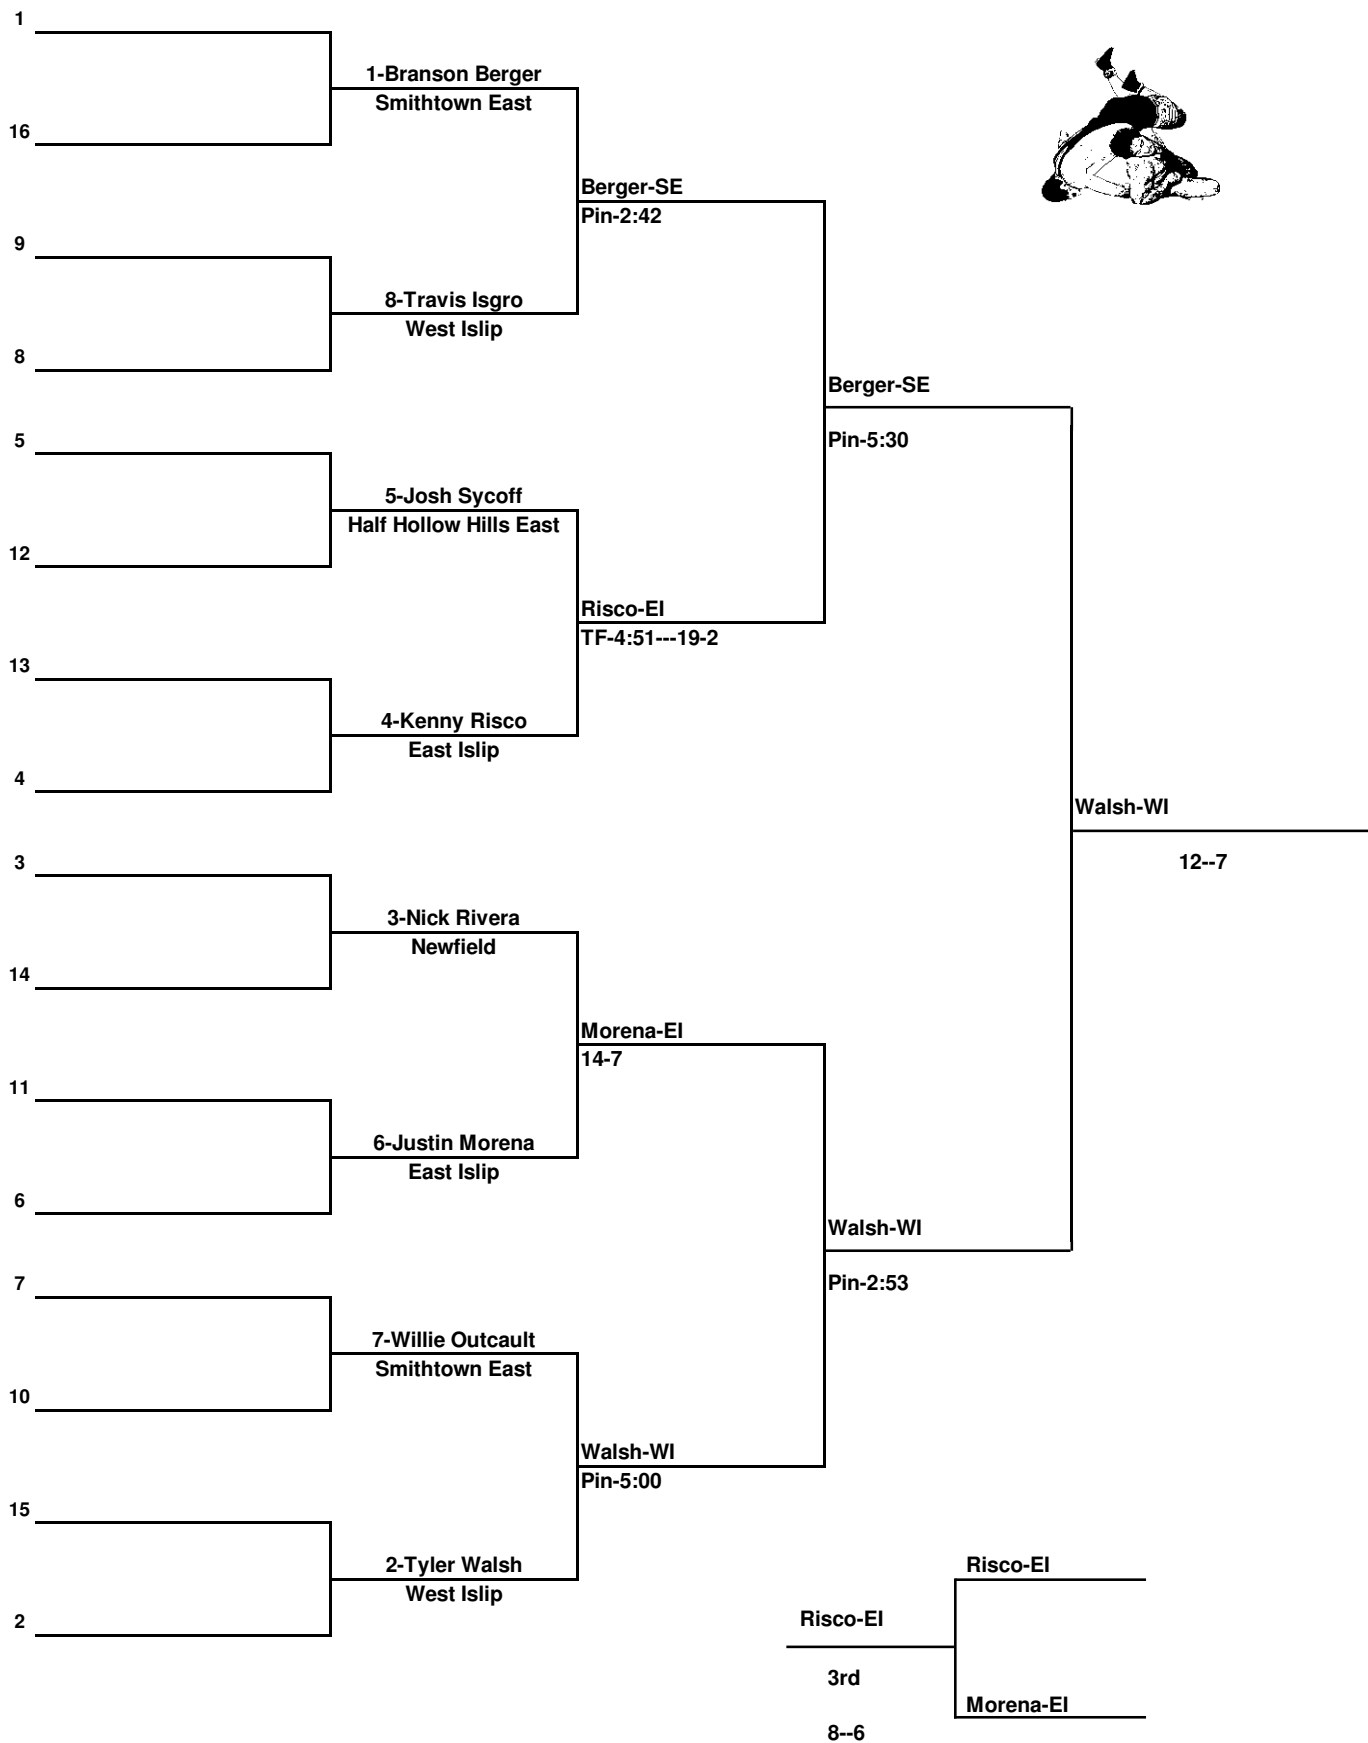 1
1-Branson Berger
Smithtown East
16
Berger-SE
Pin-2:42
9
8-Travis Isgro
West Islip
8
Berger-SE
Pin-5:30
5
5-Josh Sycoff
Half Hollow Hills East
12
Risco-EI
TF-4:51---19-2
13
4-Kenny Risco
East Islip
4
Walsh-WI
12--7
3
3-Nick Rivera
Newfield
14
Morena-EI
14-7
11
6-Justin Morena
East Islip
6
Walsh-WI
Pin-2:53
7
7-Willie Outcault
Smithtown East
10
Walsh-WI
Pin-5:00
15
2-Tyler Walsh
West Islip
2
Risco-EI
Risco-EI
3rd
Morena-EI
8--6